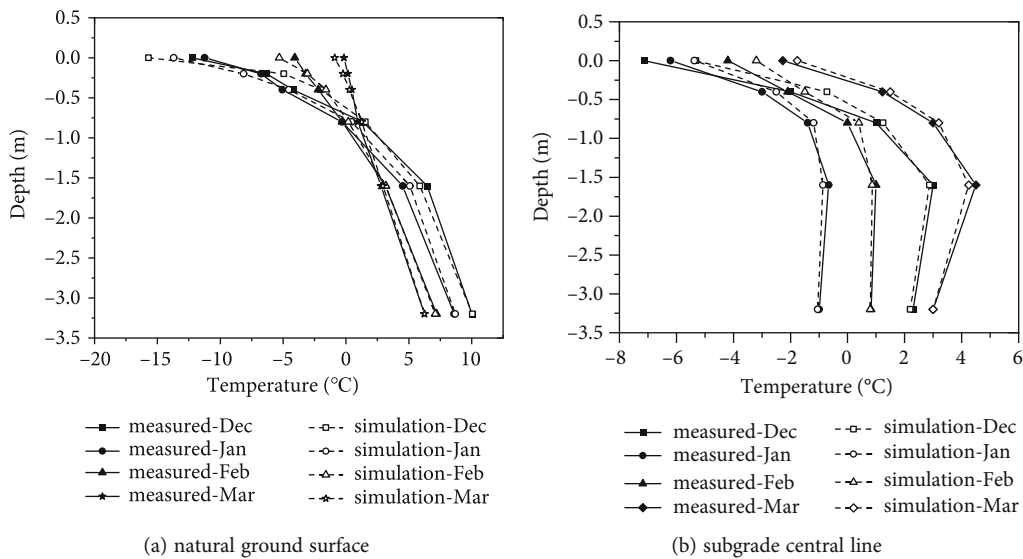 0.5
0.0
−0.5
−1.0
−1.5
−2.0
−2.5
−3.0
−3.5
Depth (m)
−20 −15 −10 −5 0 5 10
Temperature (°C)
measured-Dec simulation-Dec
measured-Jan simulation-Jan
measured-Feb simulation-Feb
measured-Mar simulation-Mar
(a) natural ground surface
0.5
0.0
−0.5
−1.0
−1.5
−2.0
−2.5
−3.0
−3.5
Depth (m)
−8 −6 −4 −2 0 2 4 6
Temperature (°C)
measured-Dec simulation-Dec
measured-Jan simulation-Jan
measured-Feb simulation-Feb
measured-Mar simulation-Mar
(b) subgrade central line